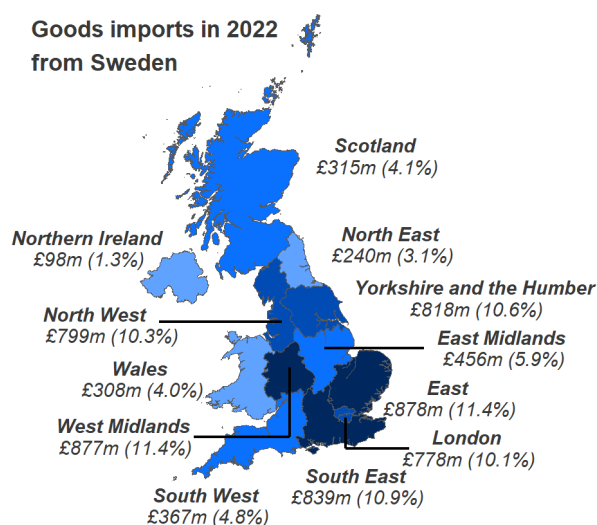 Goods imports in 2022
from Sweden
Scotland
£315m (4.1%)
Northern Ireland
£98m (1.3%)
North East
£240m (3.1%)
Yorkshire and the Humber
£818m (10.6%)
North West
£799m (10.3%)
East Midlands
£456m (5.9%)
Wales
£308m (4.0%)
East
£878m (11.4%)
West Midlands
£877m (11.4%)
London
£778m (10.1%)
South East
£839m (10.9%)
South West
£367m (4.8%)